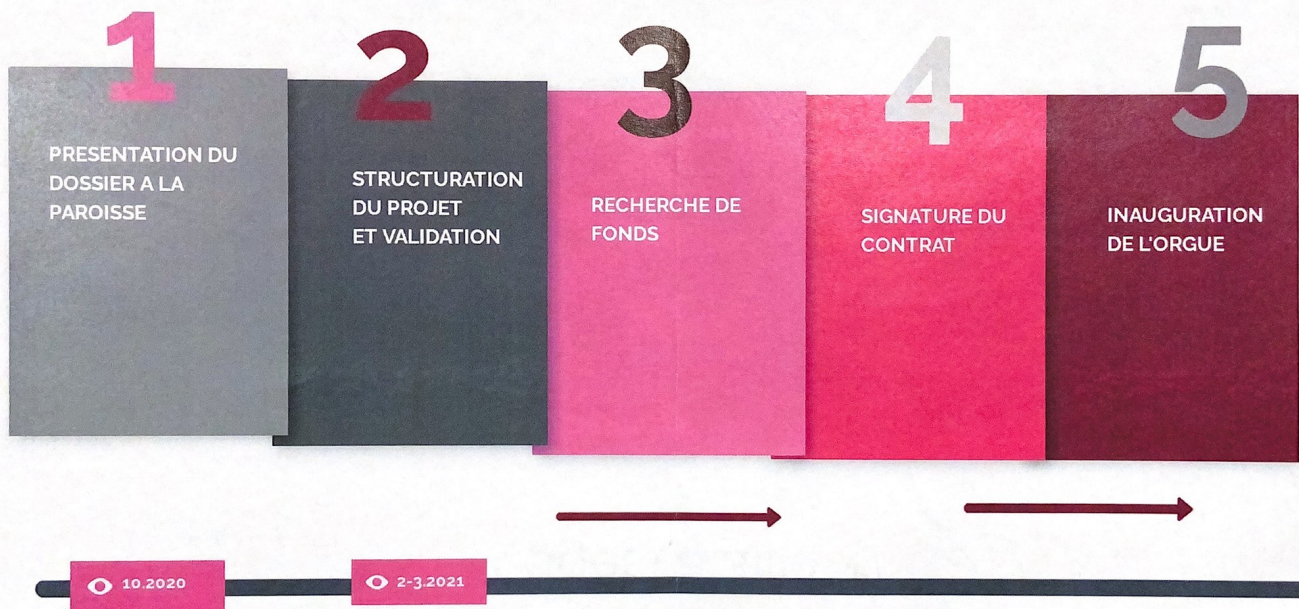 1
PRESENTATION DU
DOSSIER A LA
PAROISSE
2
STRUCTURATION
DU PROJET
ET VALIDATION
3
RECHERCHE DE
FONDS
4
SIGNATURE DU
CONTRAT
5
INAUGURATION
DE L'ORGUE
10.2020
2-3.2021